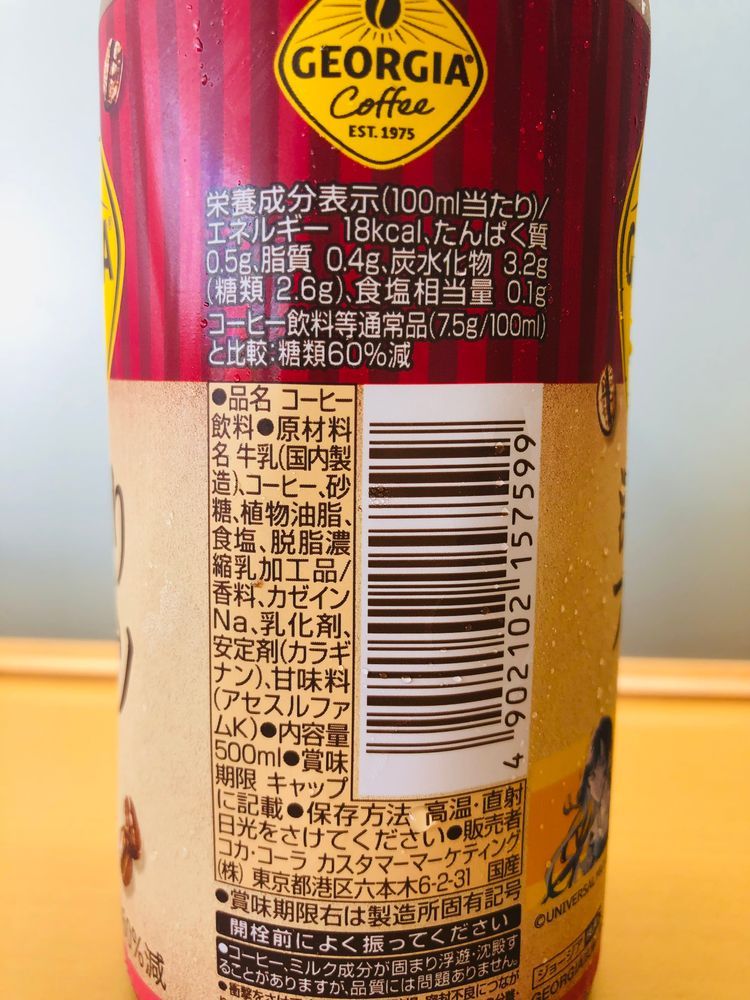 GEORGIA
Coffee
EST. 1975
栄養成分表示(100ml当たり)/
エネルギー 18kcal、たんぱく質
0.5g、脂質 0.4g、炭水化物 3.2g
(糖類 2.6g)、食塩相当量 0.1g
コーヒー飲料等通常品(7.5g/100ml)
と比較:糖類60%減
●品名 コーヒー
飲料●原材料
名 牛乳(国内製
造)、コーヒー、砂
糖、植物油脂、
食塩、脱脂濃
縮乳加工品/
香料、カゼイン
Na、乳化剤、
安定剤(カラギ
ナン)、甘味料
(アセスルファ
ムK)●内容量
500ml●賞味
期限 キャップ
に記載●保存方法 高温・直射
日光をさけてください●販売者
コカ・コーラ カスタマーマーケティング
(株) 東京都港区六本木6-2-31 国産
●賞味期限右は製造所固有記号
開栓前によく振ってください
●コーヒー、ミルク成分が固まり浮遊・沈殿す
ることがありますが、品質には問題ありません。
4 902102 157599
©UNIVERSAL
ジョージア
GEORGIA
0%減